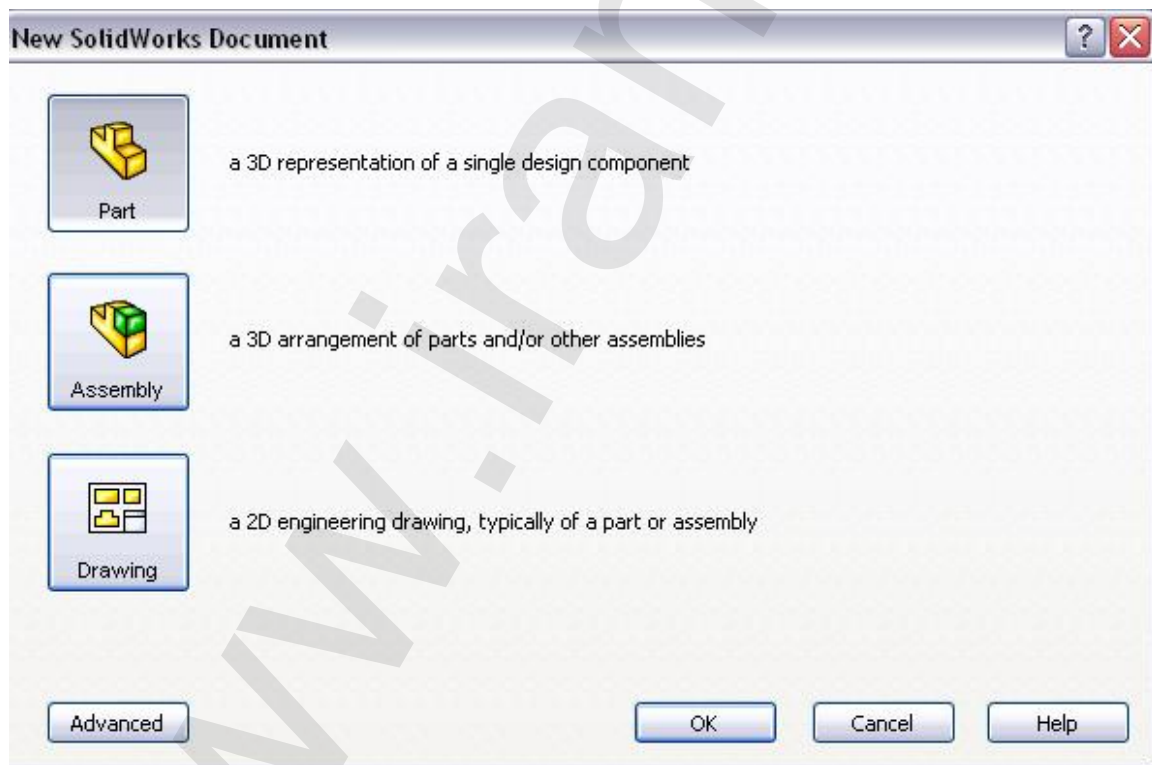 New SolidWorks Document
a 3D representation of a single design component
Part
a 3D arrangement of parts and/or other assemblies
Assembly
a 2D engineering drawing, typically of a part or assembly
Drawing
Advanced OK Cancel Help
w.iran